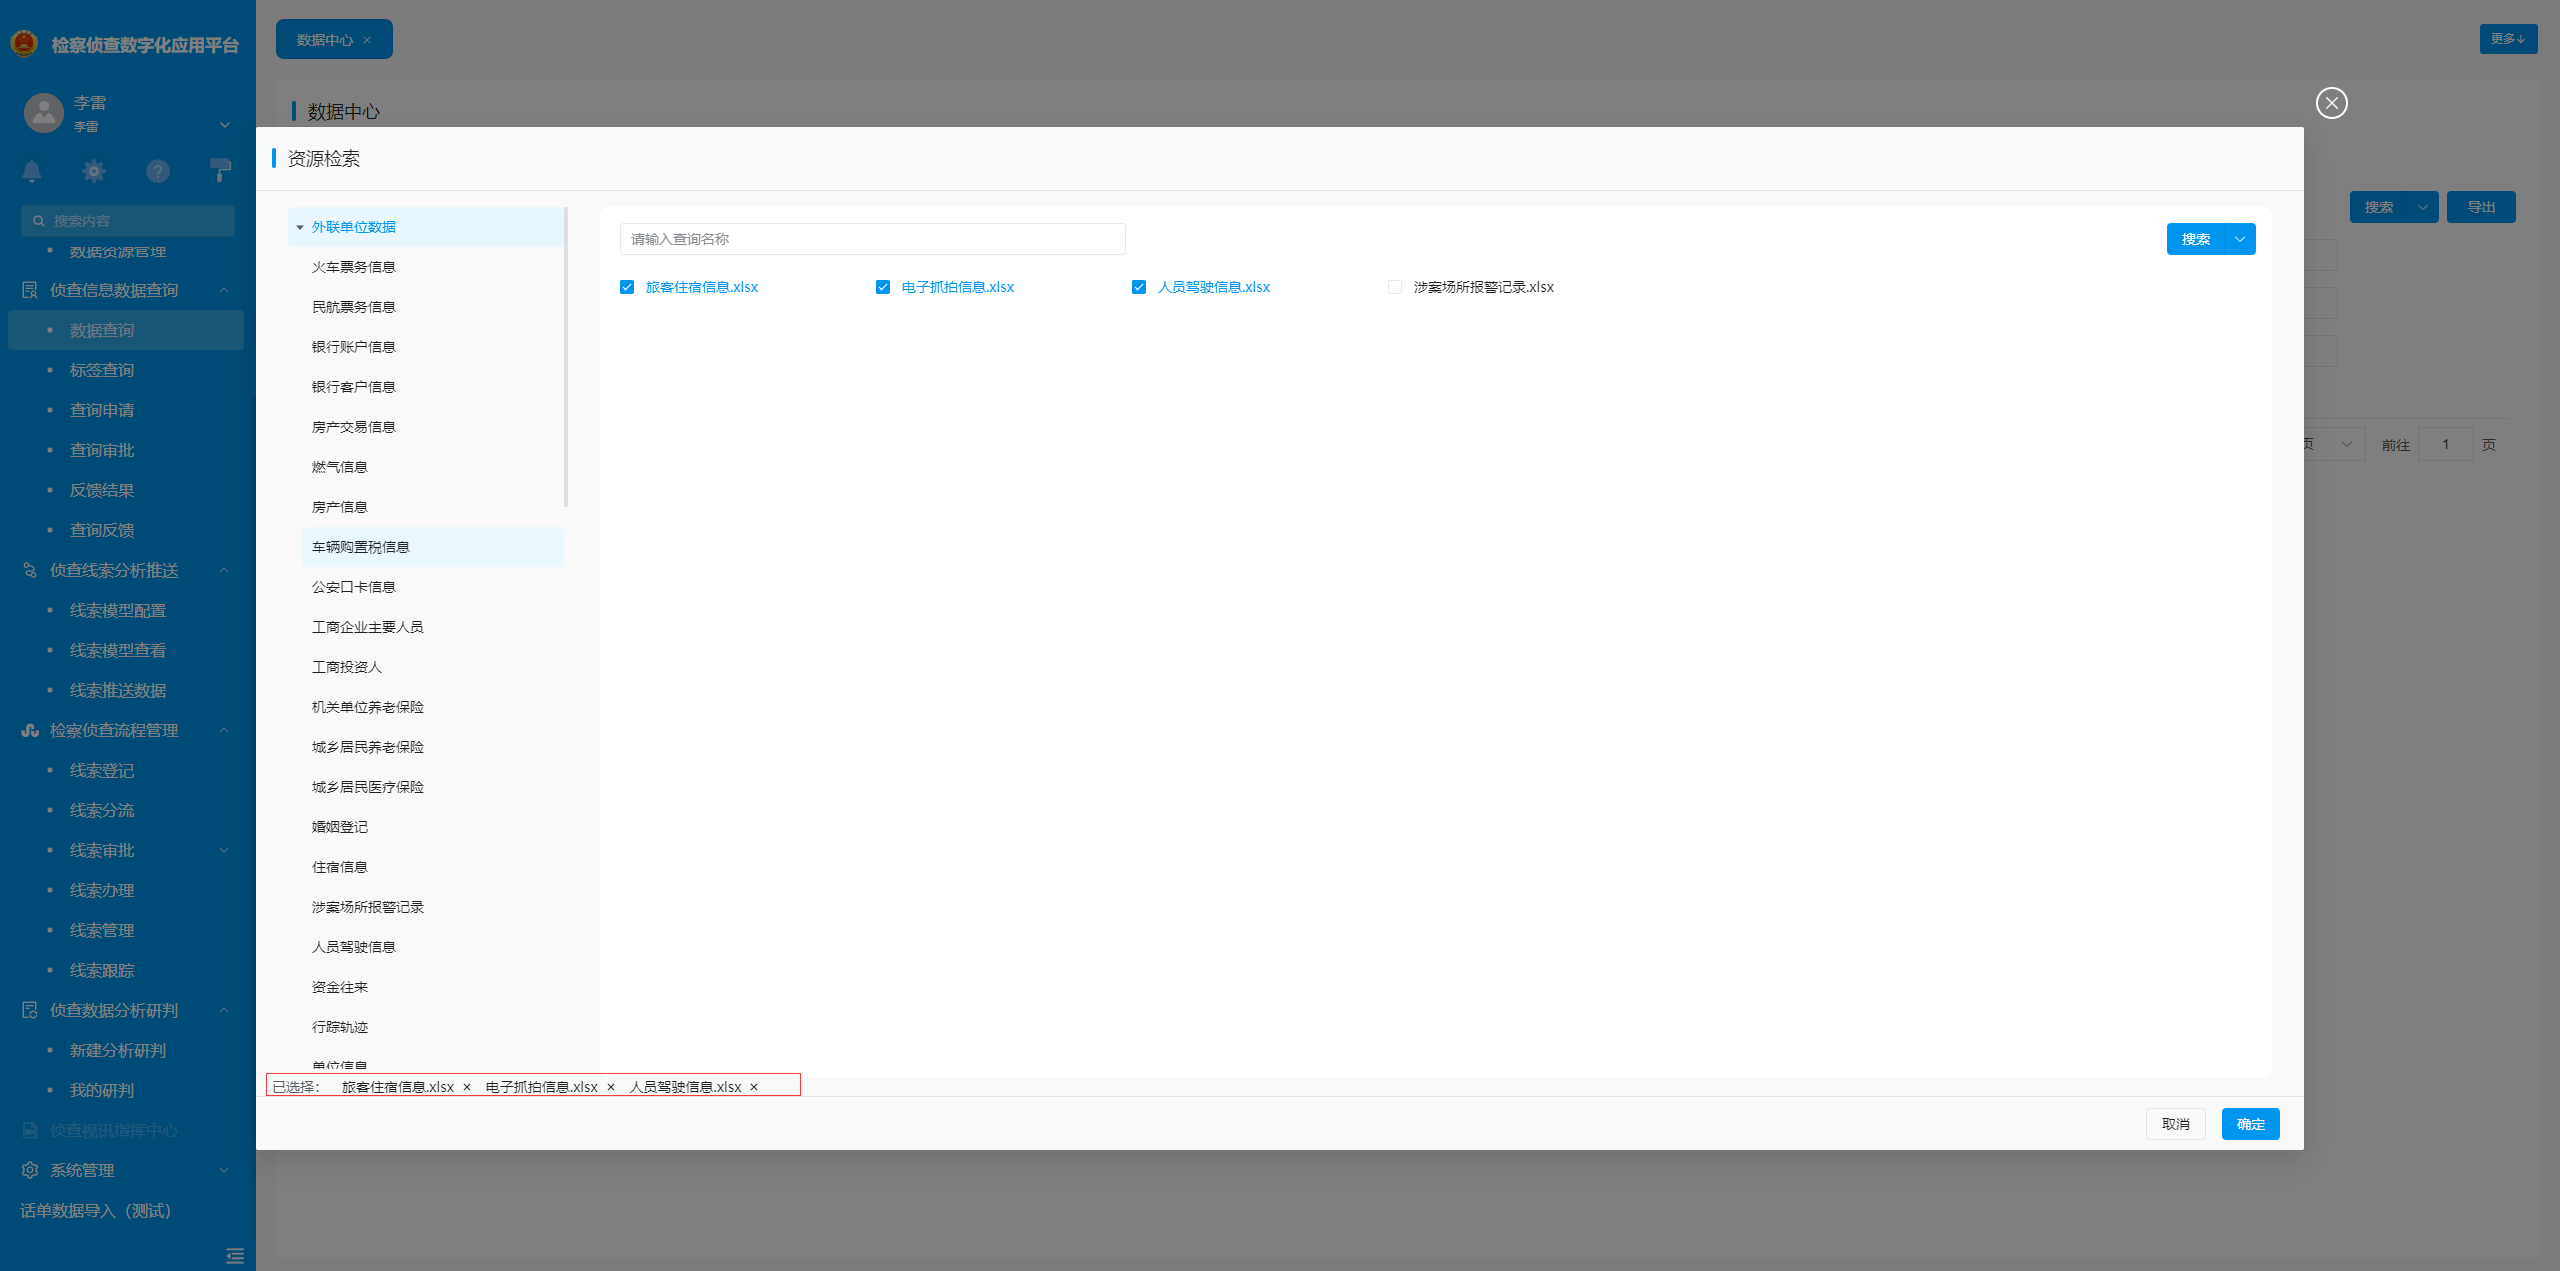 检察侦查数字化应用平台
李雷
李雷
搜索内容
数据资源管理
侦查信息数据查询
数据查询
标签查询
查询申请
查询审批
反馈结果
查询反馈
侦查线索分析推送
线索模型配置
线索模型查看
线索推送数据
检察侦查流程管理
线索登记
线索分流
线索审批
线索办理
线索管理
线索跟踪
侦查数据分析研判
新建分析研判
我的研判
侦查视讯指挥中心
系统管理
话单数据导入（测试）
数据中心
更多
数据中心
搜索 导出
页 前往 1 页
资源检索
外联单位数据
火车票务信息
民航票务信息
银行账户信息
银行客户信息
房产交易信息
燃气信息
房产信息
车辆购置税信息
公安口卡信息
工商企业主要人员
工商投资人
机关单位养老保险
城乡居民养老保险
城乡居民医疗保险
婚姻登记
住宿信息
涉案场所报警记录
人员驾驶信息
资金往来
行踪轨迹
单位信息
请输入查询名称 搜索
旅客住宿信息.xlsx 电子抓拍信息.xlsx 人员驾驶信息.xlsx 涉案场所报警记录.xlsx
已选择： 旅客住宿信息.xlsx × 电子抓拍信息.xlsx × 人员驾驶信息.xlsx ×
取消 确定